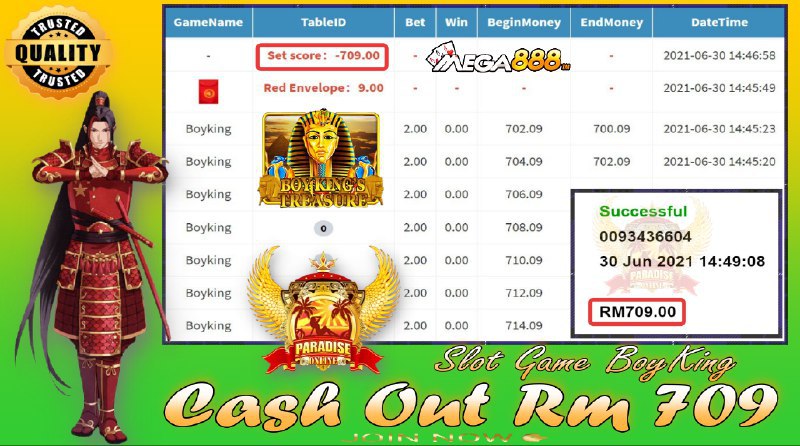 TRUSTED
QUALITY
TRUSTED
GameName TableID Bet Win BeginMoney EndMoney DateTime
- Set score: -709.00 - - - 2021-06-30 14:46:58
MEGA888
Red Envelope: 9.00 - - - - 2021-06-30 14:45:49
Boyking 2.00 0.00 702.09 700.09 2021-06-30 14:45:23
Boyking 2.00 0.00 704.09 702.09 2021-06-30 14:45:20
BOY KING'S
TREASURE
Boyking 2.00 0.00 706.09
Boyking 0 2.00 0.00 708.09
Boyking 2.00 0.00 710.09
Boyking 2.00 0.00 712.09
Boyking 2.00 0.00 714.09
Successful
0093436604
30 Jun 2021 14:49:08
PARADISE
RM709.00
PARADISE
ONLINE
Slot Game BoyKing
Cash Out Rm 709
JOIN NOW